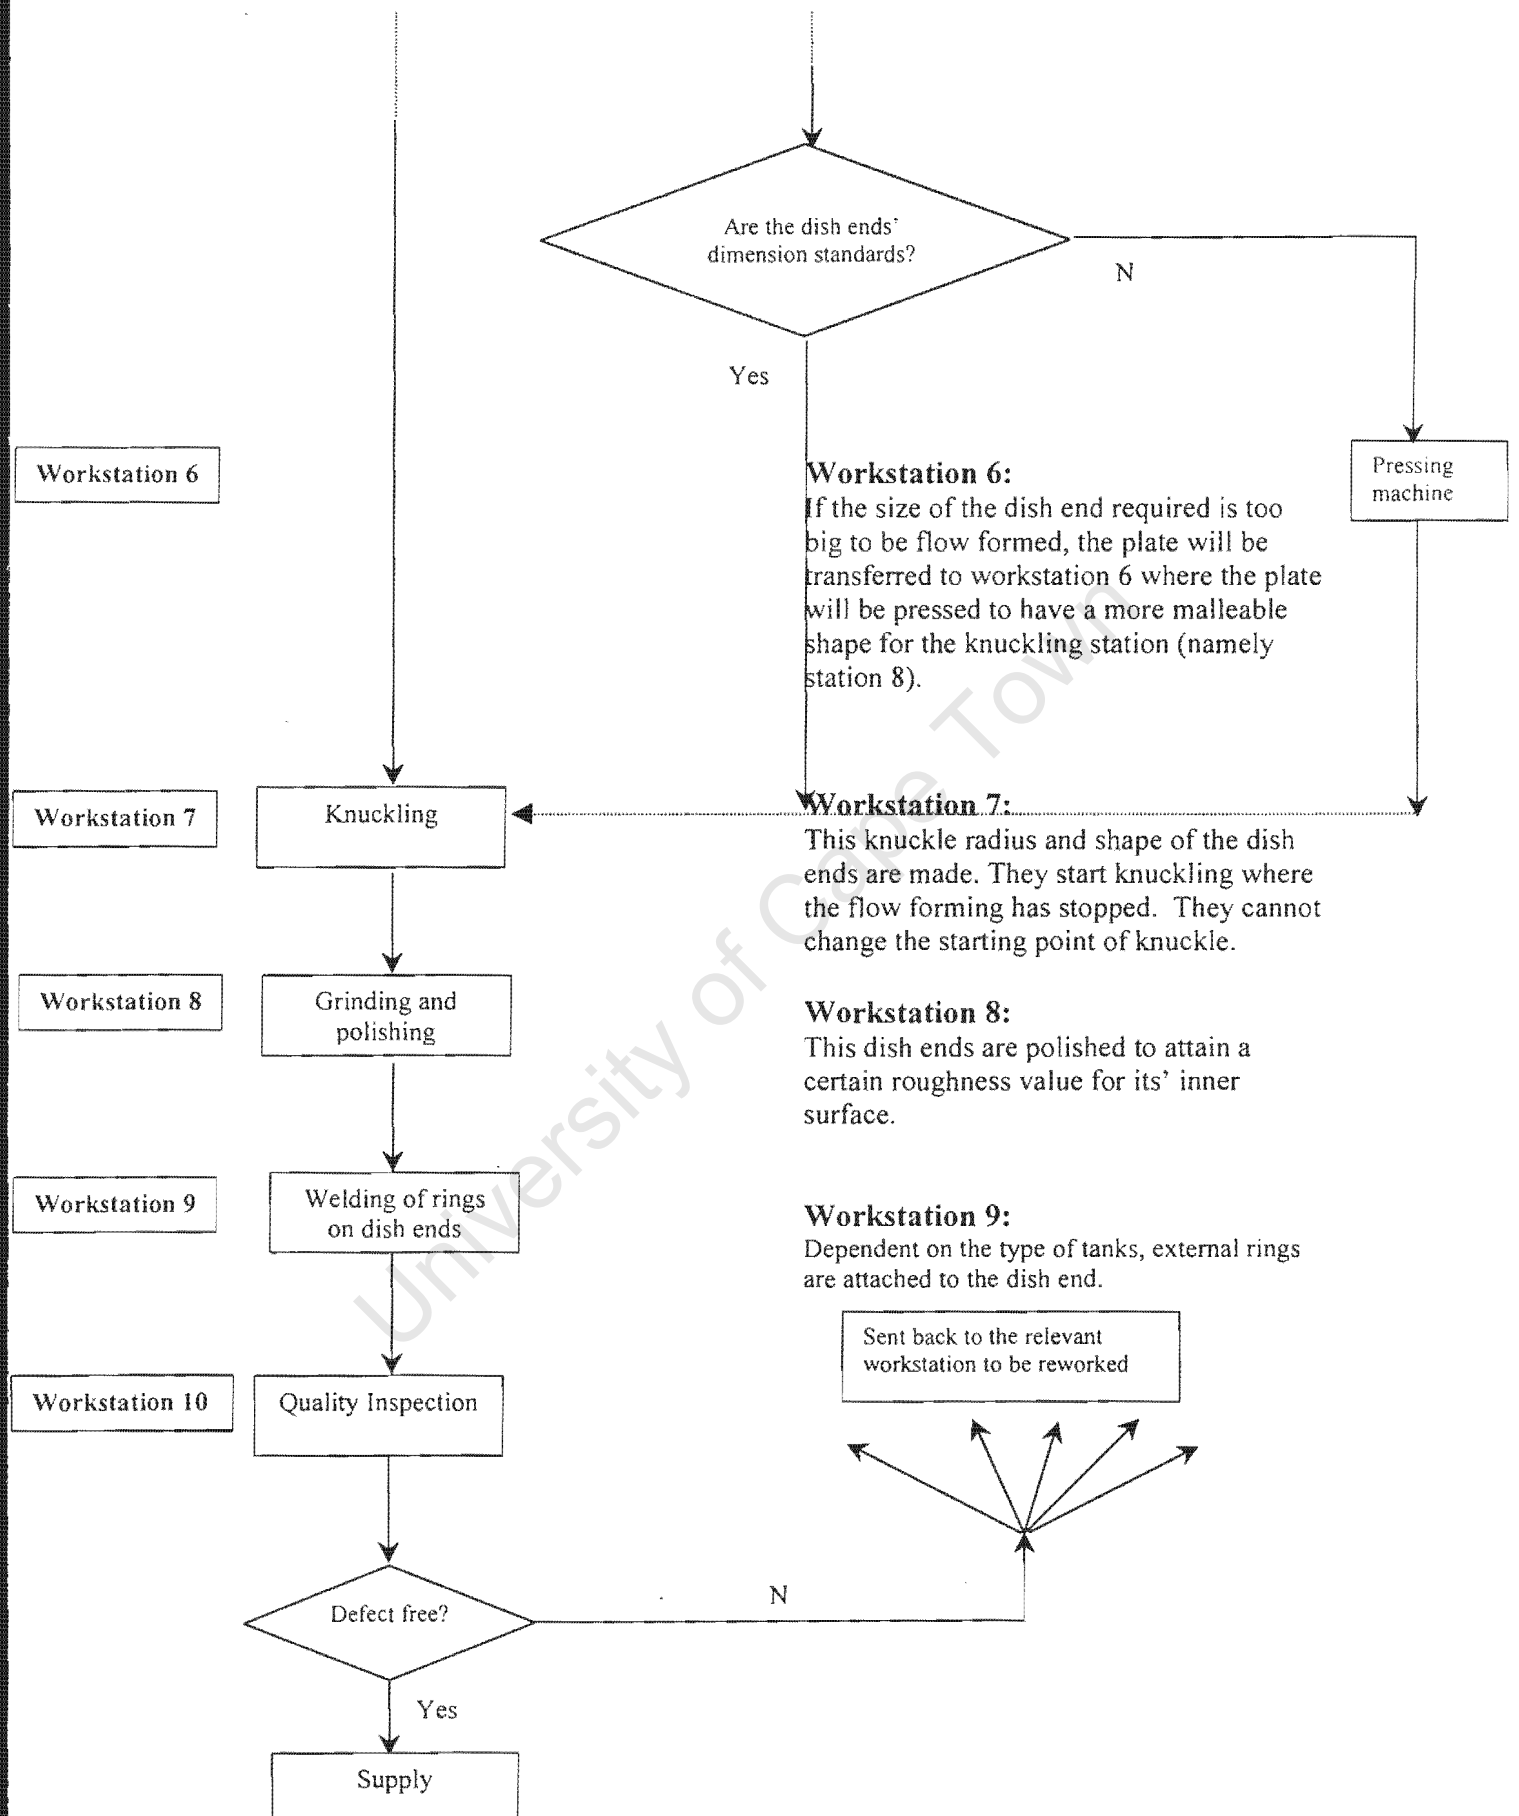 Are the dish ends'
dimension standards?
N
Yes
Workstation 6
Workstation 6:
If the size of the dish end required is too
big to be flow formed, the plate will be
transferred to workstation 6 where the plate
will be pressed to have a more malleable
shape for the knuckling station (namely
station 8).
Pressing
machine
Workstation 7
Knuckling
Workstation 7:
This knuckle radius and shape of the dish
ends are made. They start knuckling where
the flow forming has stopped. They cannot
change the starting point of knuckle.
Workstation 8
Grinding and
polishing
Workstation 8:
This dish ends are polished to attain a
certain roughness value for its' inner
surface.
Workstation 9
Welding of rings
on dish ends
Workstation 9:
Dependent on the type of tanks, external rings
are attached to the dish end.
Sent back to the relevant
workstation to be reworked
Workstation 10
Quality Inspection
Defect free?
N
Yes
Supply
University of Cape Town